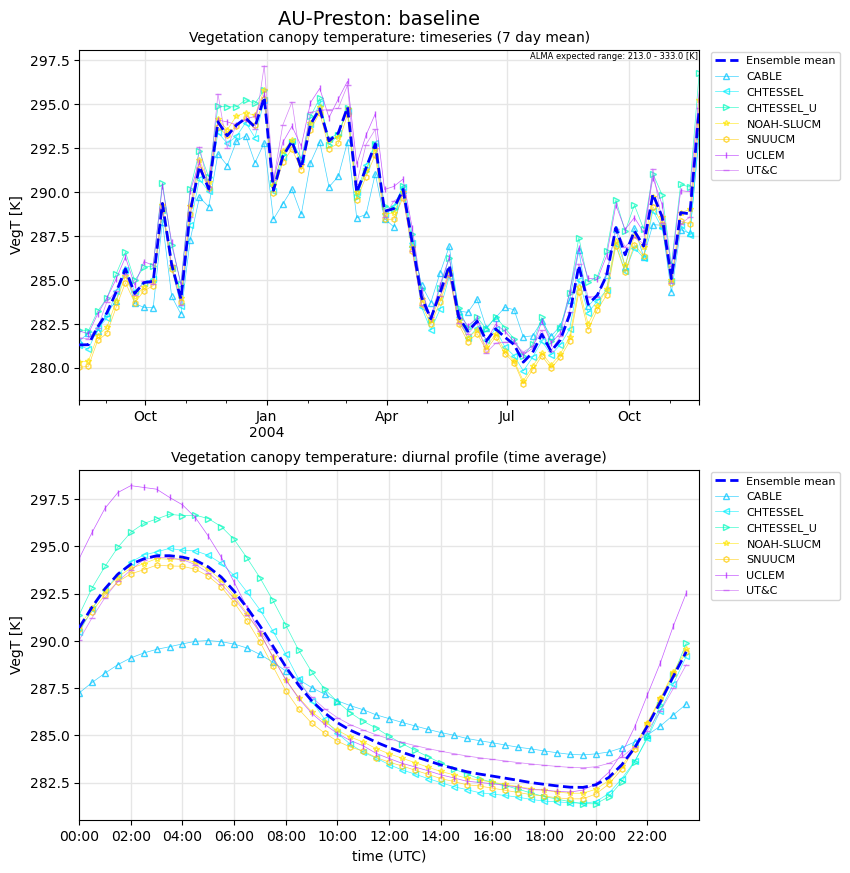 AU-Preston: baseline
Vegetation canopy temperature: timeseries (7 day mean)
ALMA expected range: 213.0 - 333.0 [K]
VegT [K]
297.5
295.0
292.5
290.0
287.5
285.0
282.5
280.0
Oct
Jan
2004
Apr
Jul
Oct
Ensemble mean
CABLE
CHTESSEL
CHTESSEL_U
NOAH-SLUCM
SNUUCM
UCLEM
UT&C
Vegetation canopy temperature: diurnal profile (time average)
VegT [K]
297.5
295.0
292.5
290.0
287.5
285.0
282.5
00:00
02:00
04:00
06:00
08:00
10:00
12:00
14:00
16:00
18:00
20:00
22:00
time (UTC)
Ensemble mean
CABLE
CHTESSEL
CHTESSEL_U
NOAH-SLUCM
SNUUCM
UCLEM
UT&C